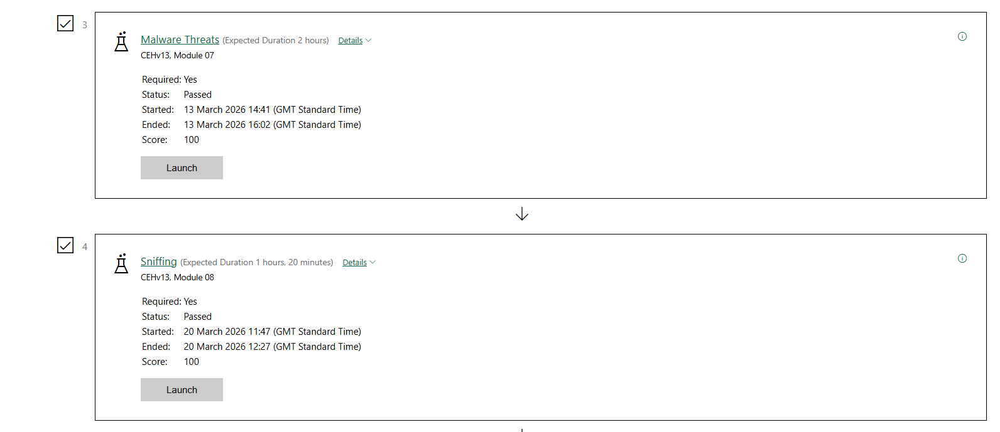 3
Malware Threats (Expected Duration 2 hours) Details
CEHv13, Module 07
Required: Yes
Status: Passed
Started: 13 March 2026 14:41 (GMT Standard Time)
Ended: 13 March 2026 16:02 (GMT Standard Time)
Score: 100
Launch
4
Sniffing (Expected Duration 1 hours, 20 minutes) Details
CEHv13, Module 08
Required: Yes
Status: Passed
Started: 20 March 2026 11:47 (GMT Standard Time)
Ended: 20 March 2026 12:27 (GMT Standard Time)
Score: 100
Launch